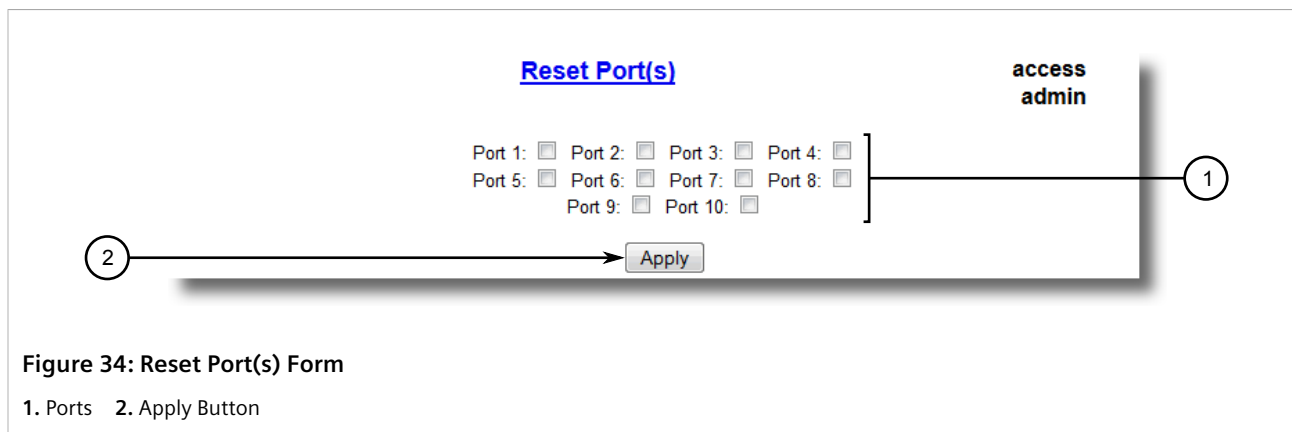 Reset Port(s)
access
admin
Port 1: Port 2: Port 3: Port 4:
Port 5: Port 6: Port 7: Port 8:
Port 9: Port 10:
1
2
Apply
Figure 34: Reset Port(s) Form
1. Ports 2. Apply Button